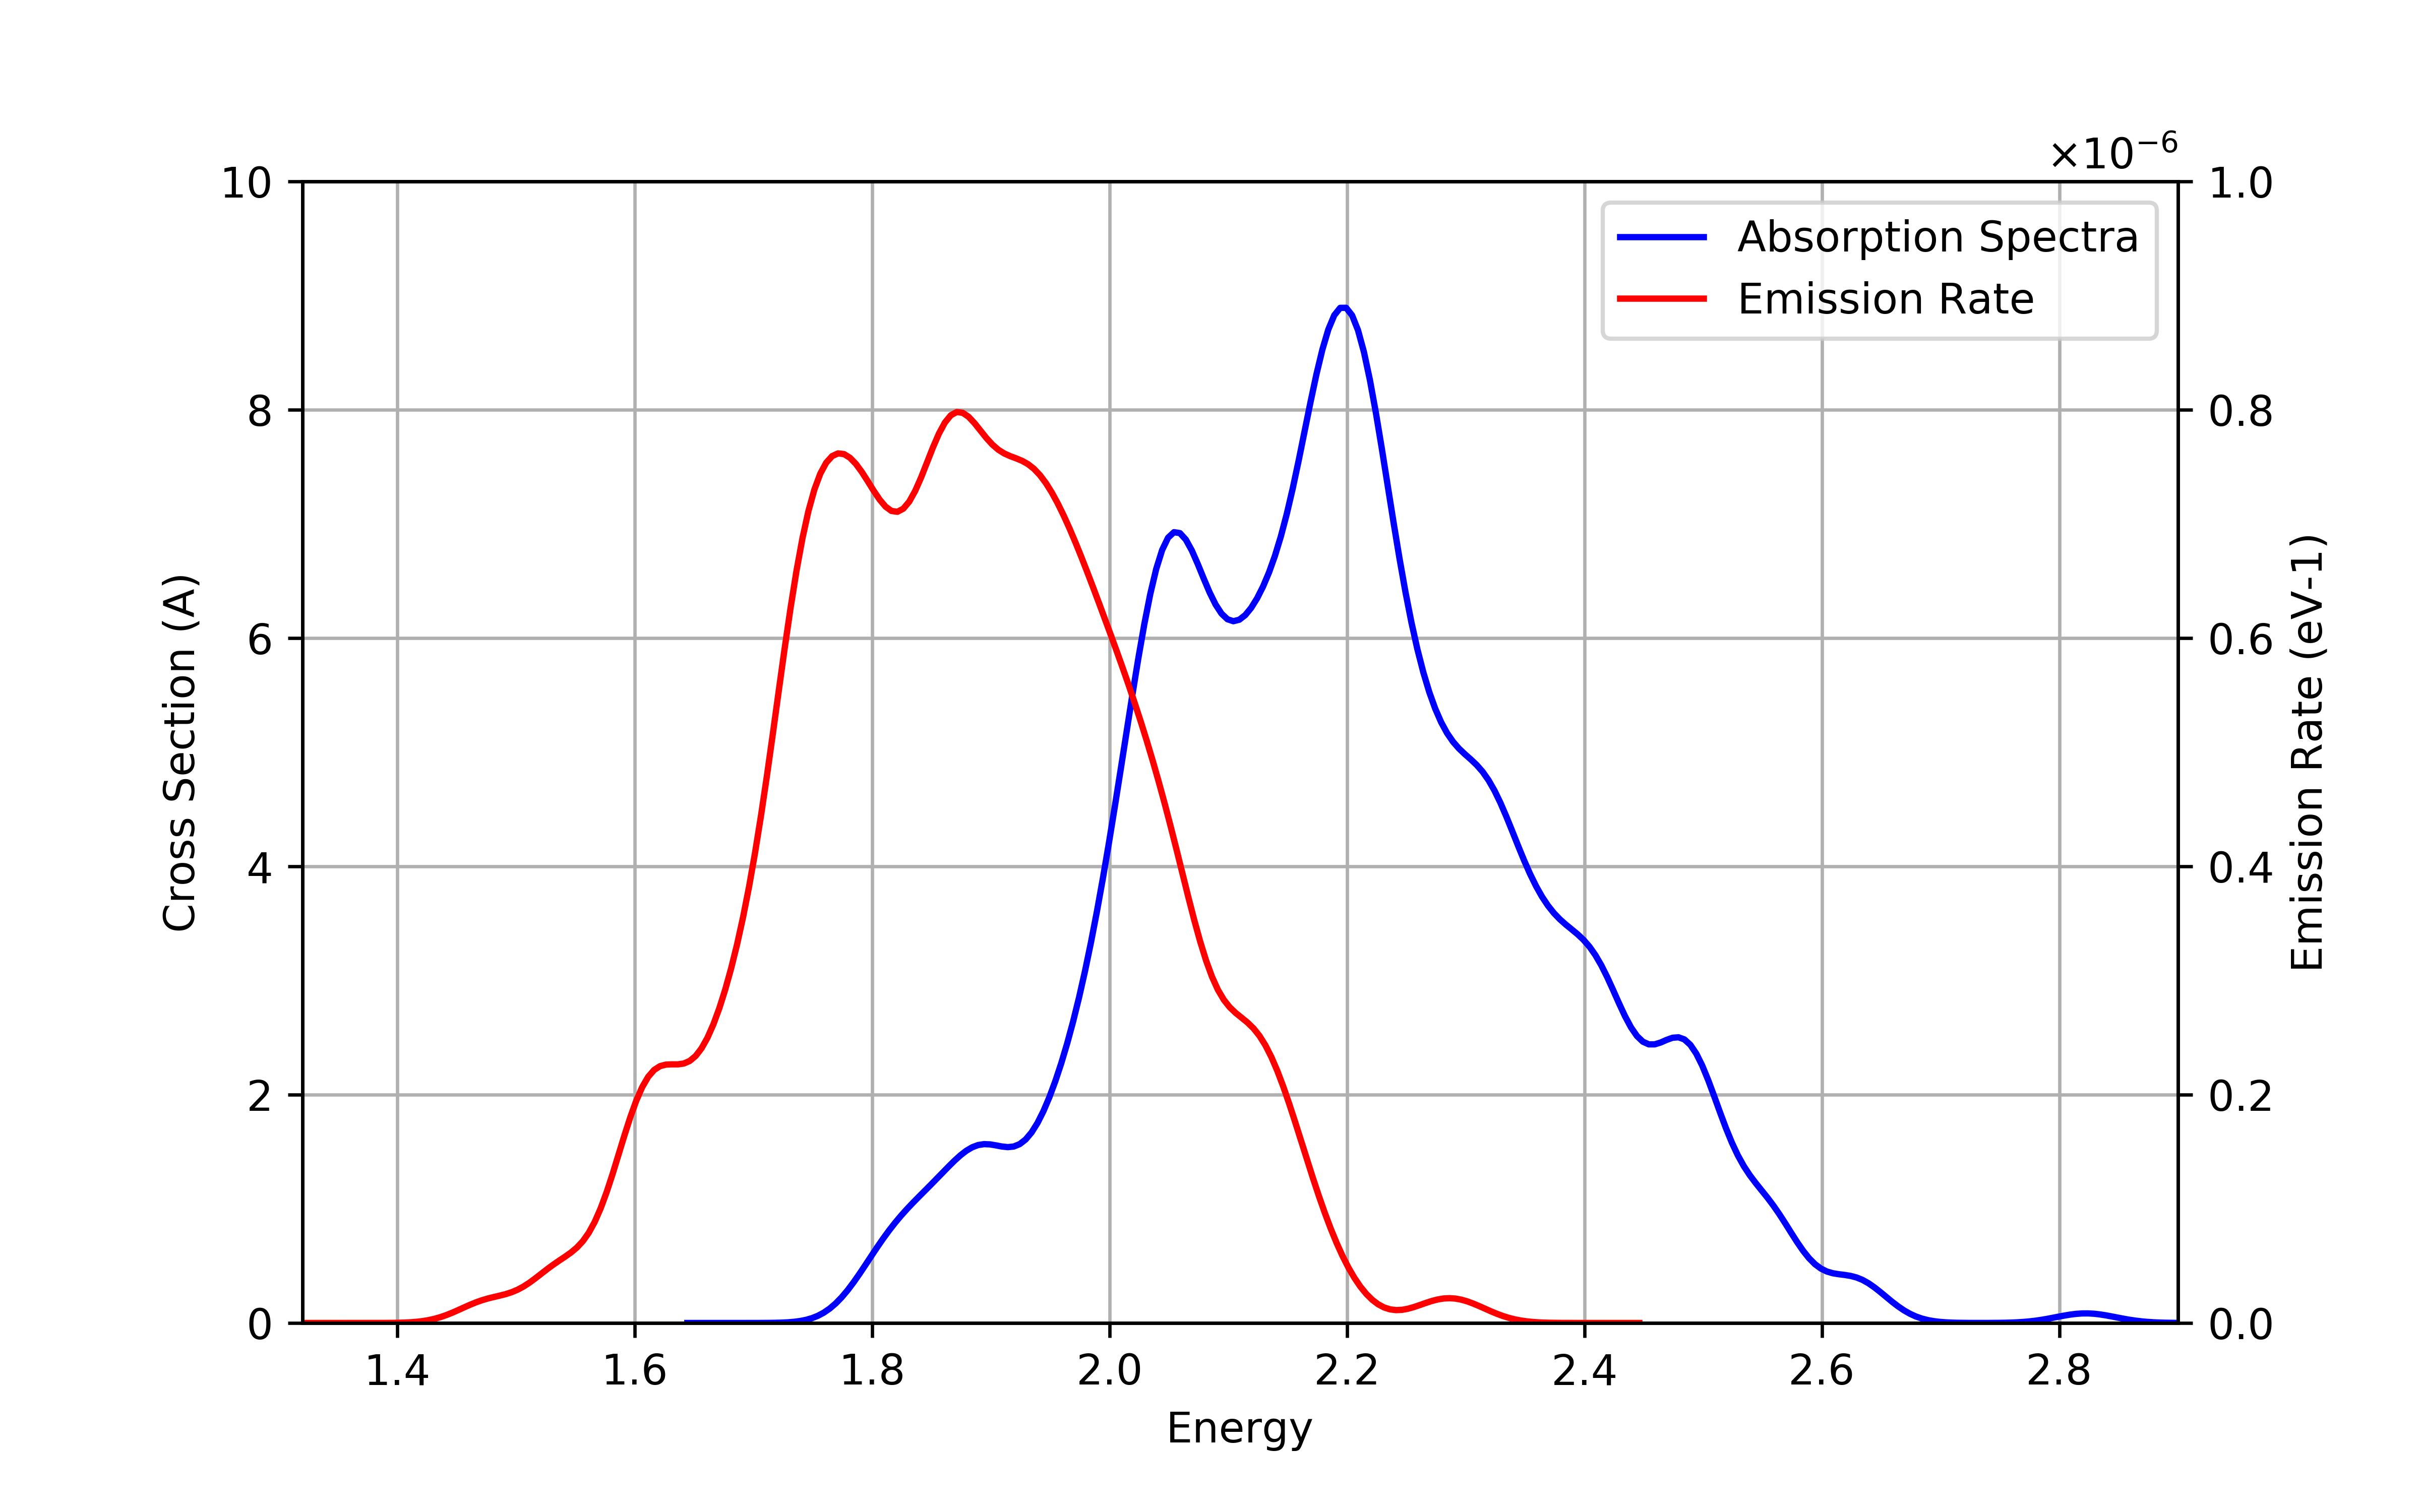 ×10⁻⁶
10
8
6
4
2
0
Cross Section (A)
1.0
0.8
0.6
0.4
0.2
0.0
Emission Rate (eV-1)
Absorption Spectra
Emission Rate
1.4 1.6 1.8 2.0 2.2 2.4 2.6 2.8
Energy